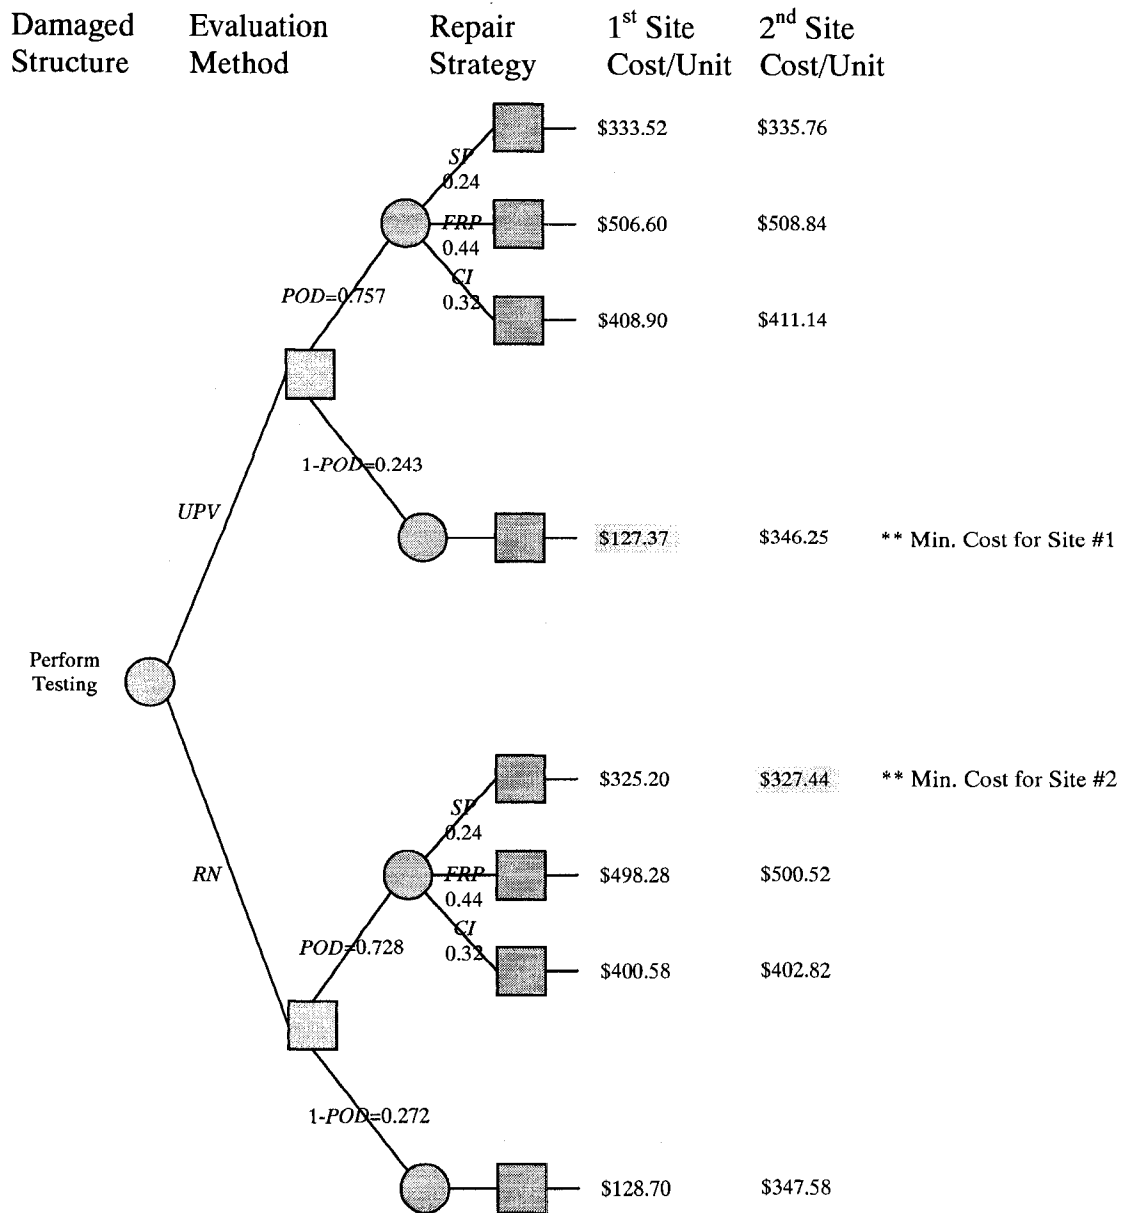 Damaged Structure
Evaluation Method
Repair Strategy
1st Site Cost/Unit
2nd Site Cost/Unit
SP
0.24
$333.52 $335.76
FRP
0.44
$506.60 $508.84
CI
0.32
$408.90 $411.14
POD=0.757
1-POD=0.243
UPV
$127.37 $346.25 ** Min. Cost for Site #1
Perform
Testing
$325.20 $327.44 ** Min. Cost for Site #2
SP
0.24
RN
FRP
0.44
$498.28 $500.52
CI
0.32
$400.58 $402.82
POD=0.728
1-POD=0.272
$128.70 $347.58